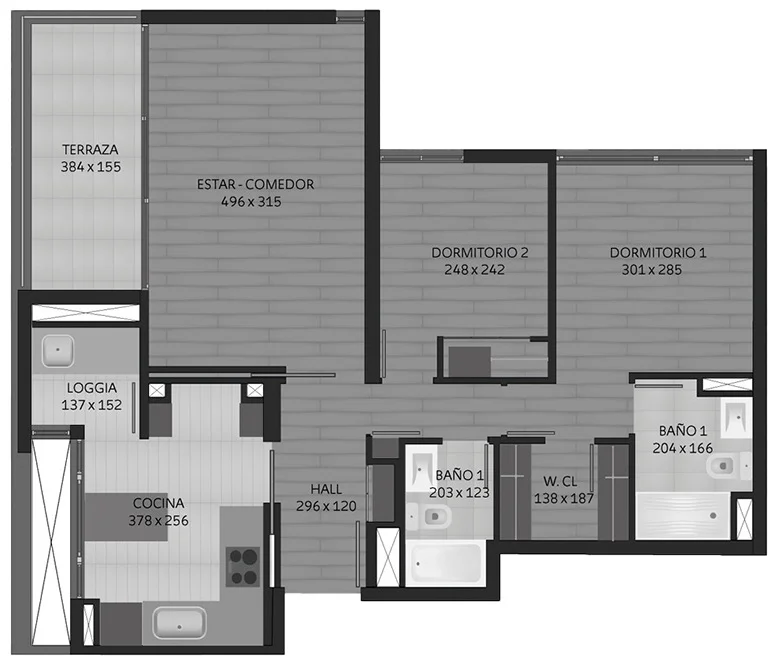 TERRAZA
384 x 155
ESTAR - COMEDOR
496 x 315
DORMITORIO 2
248 x 242
DORMITORIO 1
301 x 285
LOGGIA
137 x 152
COCINA
378 x 256
HALL
296 x 120
BAÑO 1
203 x 123
W. CL
138 x 187
BAÑO 1
204 x 166